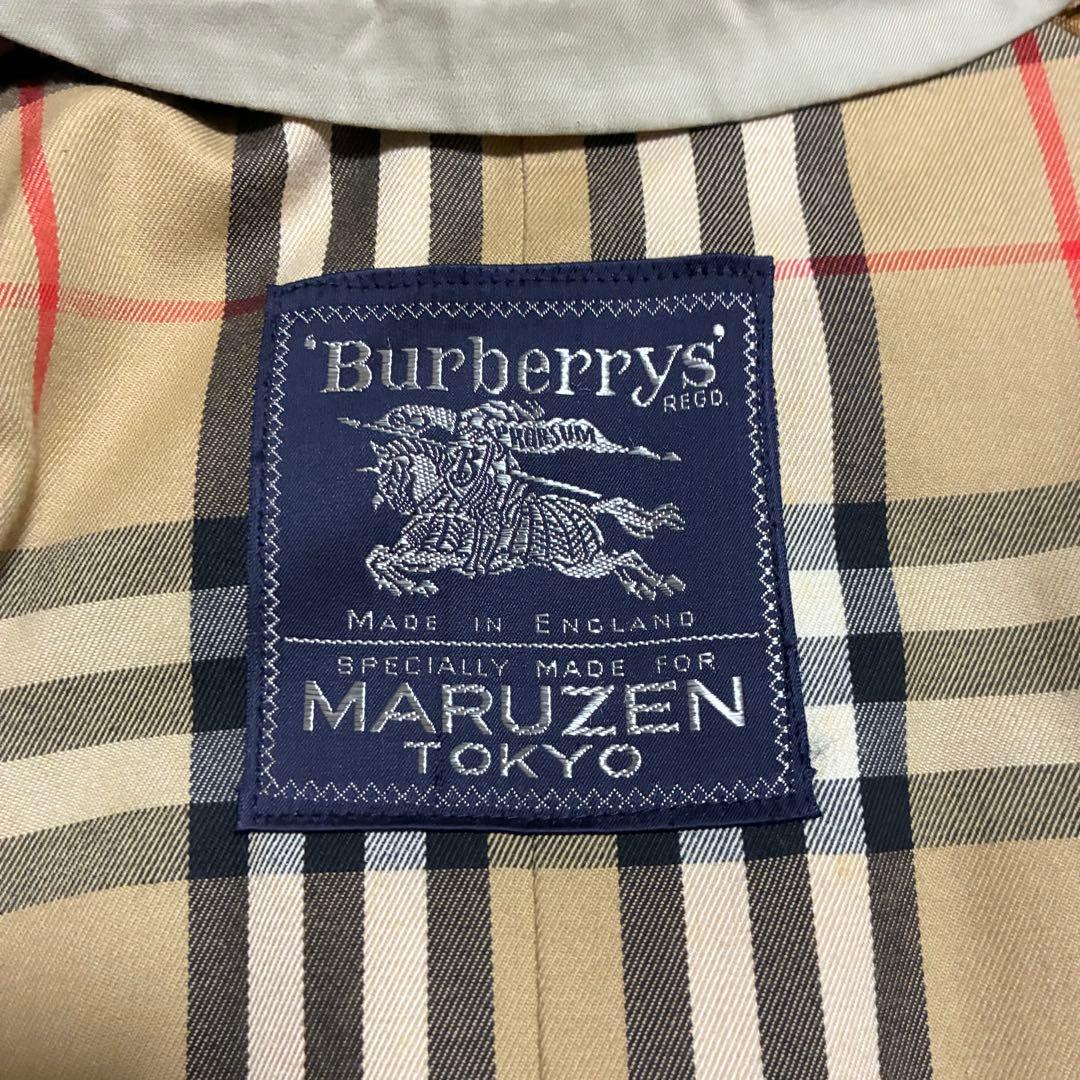 'Burberrys'
REGD.
PRORSUM
B
MADE IN ENGLAND
SPECIALLY MADE FOR
MARUZEN
TOKYO